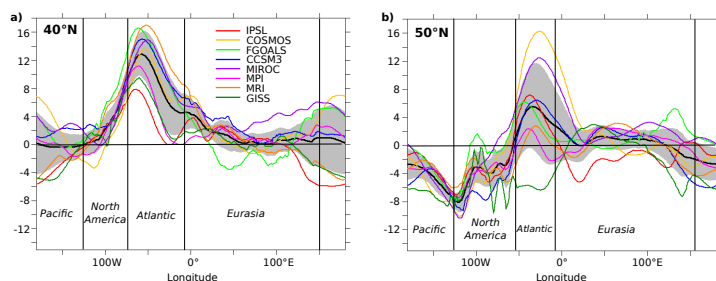 a)
40°N
16
12
8
4
0
-4
-8
-12
IPSL
COSMOS
FGOALS
CCSM3
MIROC
MPI
MRI
GISS
Pacific
North
America
Atlantic
Eurasia
100W
0°
100°E
Longitude
b)
50°N
16
12
8
4
0
-4
-8
-12
Pacific
North
America
Atlantic
Eurasia
100W
0°
100°E
Longitude